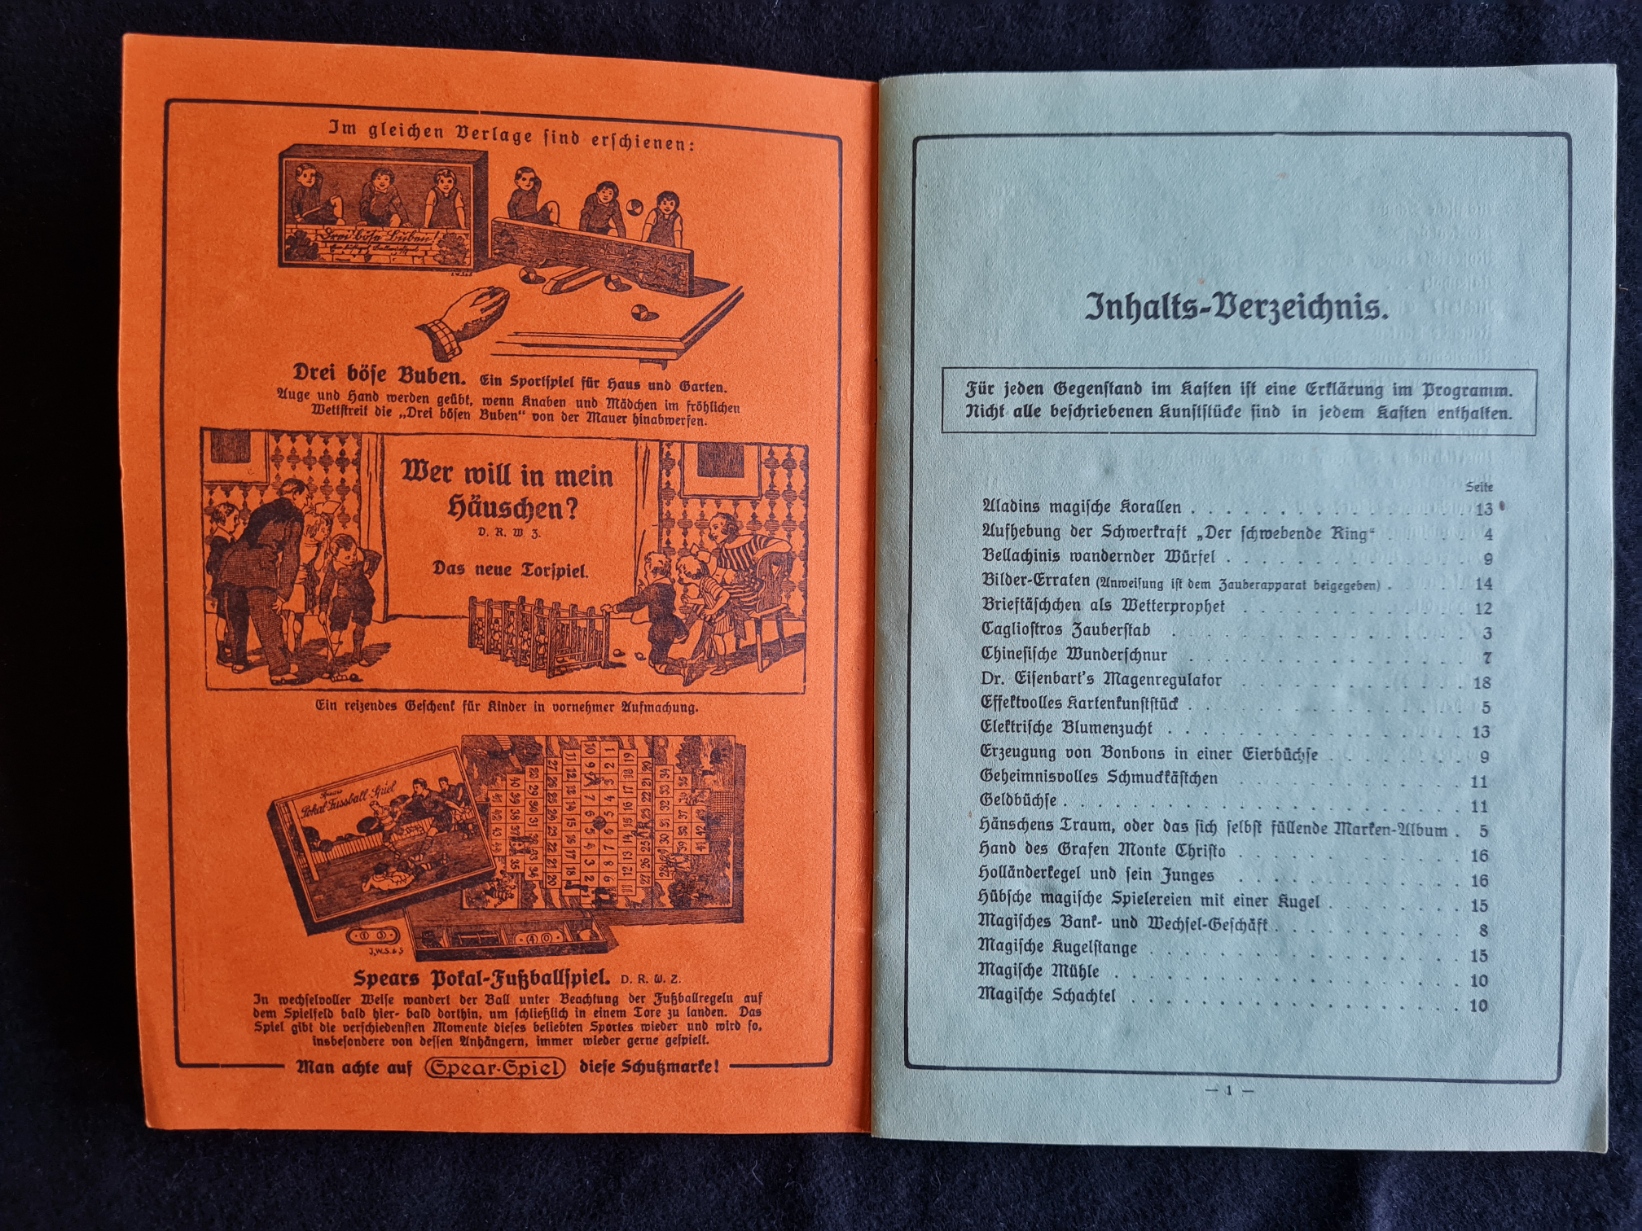 Im gleichen Verlage sind erschienen:
Drei böse Buben!
Drei böse Buben. Ein Sportspiel für Haus und Garten.
Auge und Hand werden geübt, wenn Knaben und Mädchen im fröhlichen
Wettstreit die „Drei bösen Buben“ von der Mauer hinabwerfen.
Wer will in mein
Häuschen?
D. R. W Z.
Das neue Torspiel.
Ein reizendes Geschenk für Kinder in vornehmer Aufmachung.
Spears
Pokal-Fussball-Spiel
J.W.S.&S
Spears Pokal-Fußballspiel. D. R. W. Z.
In wechselvoller Weise wandert der Ball unter Beachtung der Fußballregeln auf
dem Spielfeld bald hier- bald dorthin, um schließlich in einem Tore zu landen. Das
Spiel gibt die verschiedensten Momente dieses beliebten Sportes wieder und wird so,
insbesondere von dessen Anhängern, immer wieder gerne gespielt.
Man achte auf Spear-Spiel diese Schutzmarke!
Inhalts-Verzeichnis.
Für jeden Gegenstand im Kasten ist eine Erklärung im Programm.
Nicht alle beschriebenen Kunststücke sind in jedem Kasten enthalten.
Seite
Aladins magische Korallen . . . . . . . . . . . . . 13
Aufhebung der Schwerkraft „Der schwebende Ring“ . . . . . 4
Bellachinis wandernder Würfel . . . . . . . . . . . . 9
Bilder-Erraten (Anweisung ist dem Zauberapparat beigegeben) . . . . . 14
Brieftäschchen als Wetterprophet . . . . . . . . . . . 12
Cagliostros Zauberstab . . . . . . . . . . . . . . 3
Chinesische Wunderschnur . . . . . . . . . . . . . 7
Dr. Eisenbart's Magenregulator . . . . . . . . . . . 18
Effektvolles Kartenkunststück . . . . . . . . . . . . 5
Elektrische Blumenzucht . . . . . . . . . . . . . 13
Erzeugung von Bonbons in einer Eierbüchse . . . . . . . 9
Geheimnisvolles Schmuckkästchen . . . . . . . . . . . 11
Geldbüchse . . . . . . . . . . . . . . . . . . 11
Hänschens Traum, oder das sich selbst füllende Marken-Album . 5
Hand des Grafen Monte Christo . . . . . . . . . . . 16
Holländerkegel und sein Junges . . . . . . . . . . . 16
Hübsche magische Spielereien mit einer Kugel . . . . . . . 15
Magisches Bank- und Wechsel-Geschäft . . . . . . . . . 8
Magische Kugelstange . . . . . . . . . . . . . . 15
Magische Mühle . . . . . . . . . . . . . . . . 10
Magische Schachtel . . . . . . . . . . . . . . . 10
— 1 —